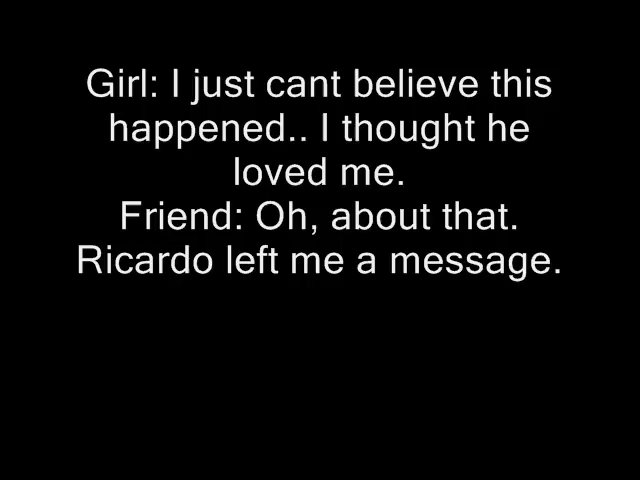 Girl: I just cant believe this
happened.. I thought he
loved me.
Friend: Oh, about that.
Ricardo left me a message.